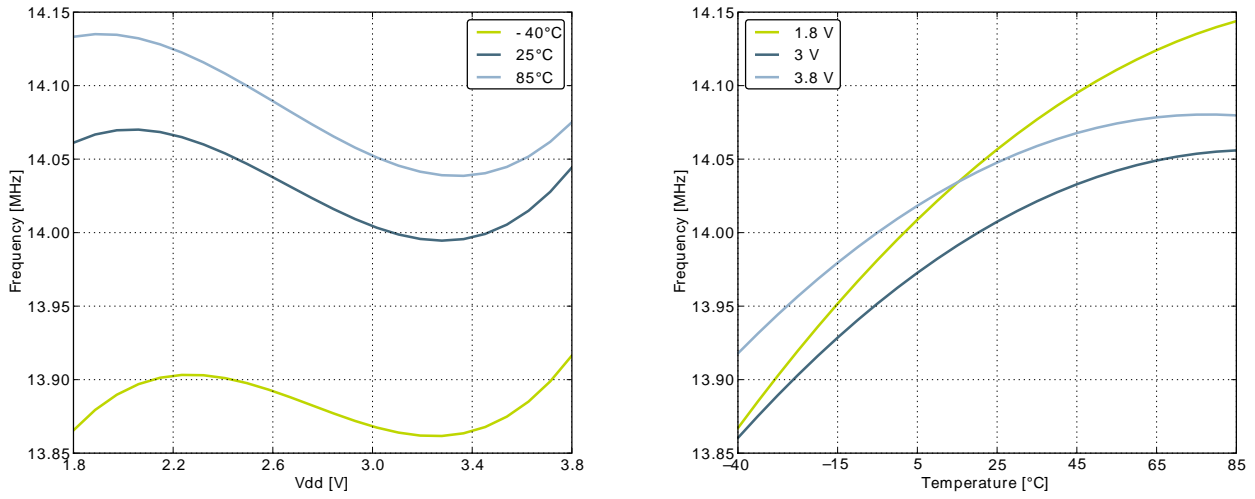 14.15
14.10
14.05
14.00
13.95
13.90
13.85
Frequency [MHz]
1.8
2.2
2.6
3.0
3.4
3.8
Vdd [V]
- 40°C
25°C
85°C
14.15
14.10
14.05
14.00
13.95
13.90
13.85
Frequency [MHz]
–40
–15
5
25
45
65
85
Temperature [°C]
1.8 V
3 V
3.8 V